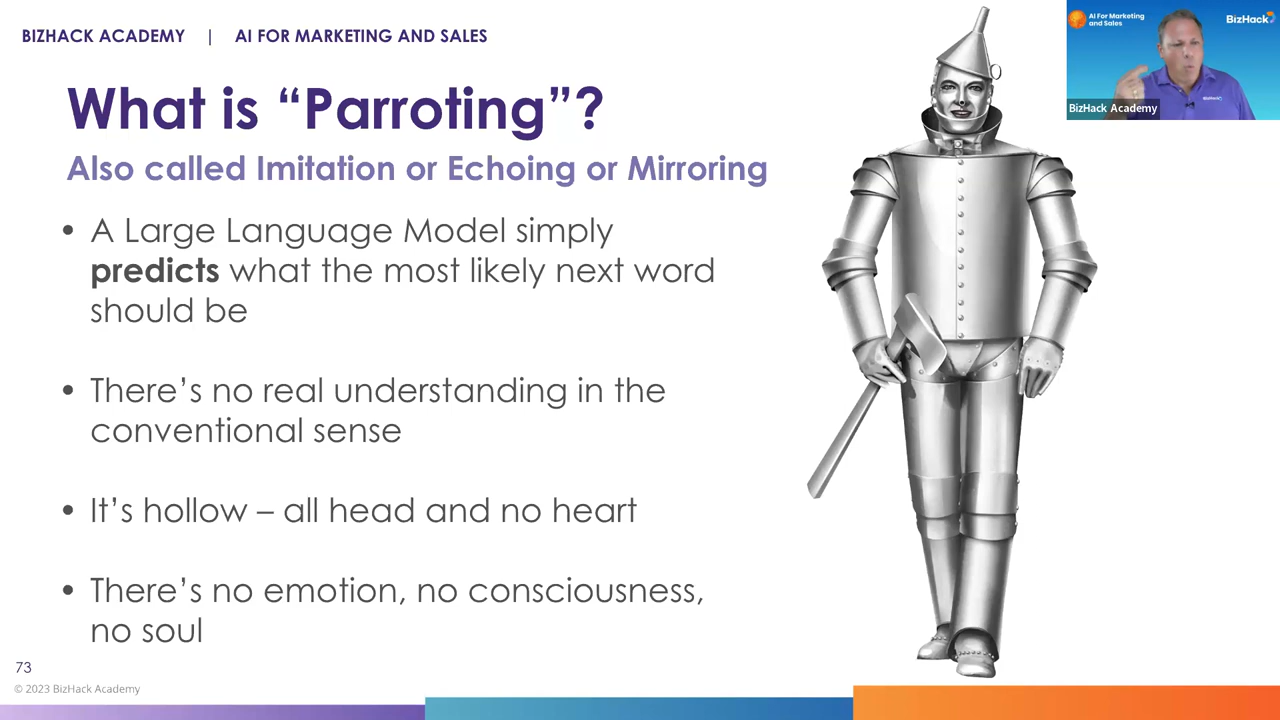 BIZHACK ACADEMY | AI FOR MARKETING AND SALES
AI For Marketing
and Sales
BizHack
BizHack Academy
What is “Parroting”?
Also called Imitation or Echoing or Mirroring
• A Large Language Model simply
predicts what the most likely next word
should be
• There’s no real understanding in the
conventional sense
• It’s hollow – all head and no heart
• There’s no emotion, no consciousness,
no soul
73
© 2023 BizHack Academy